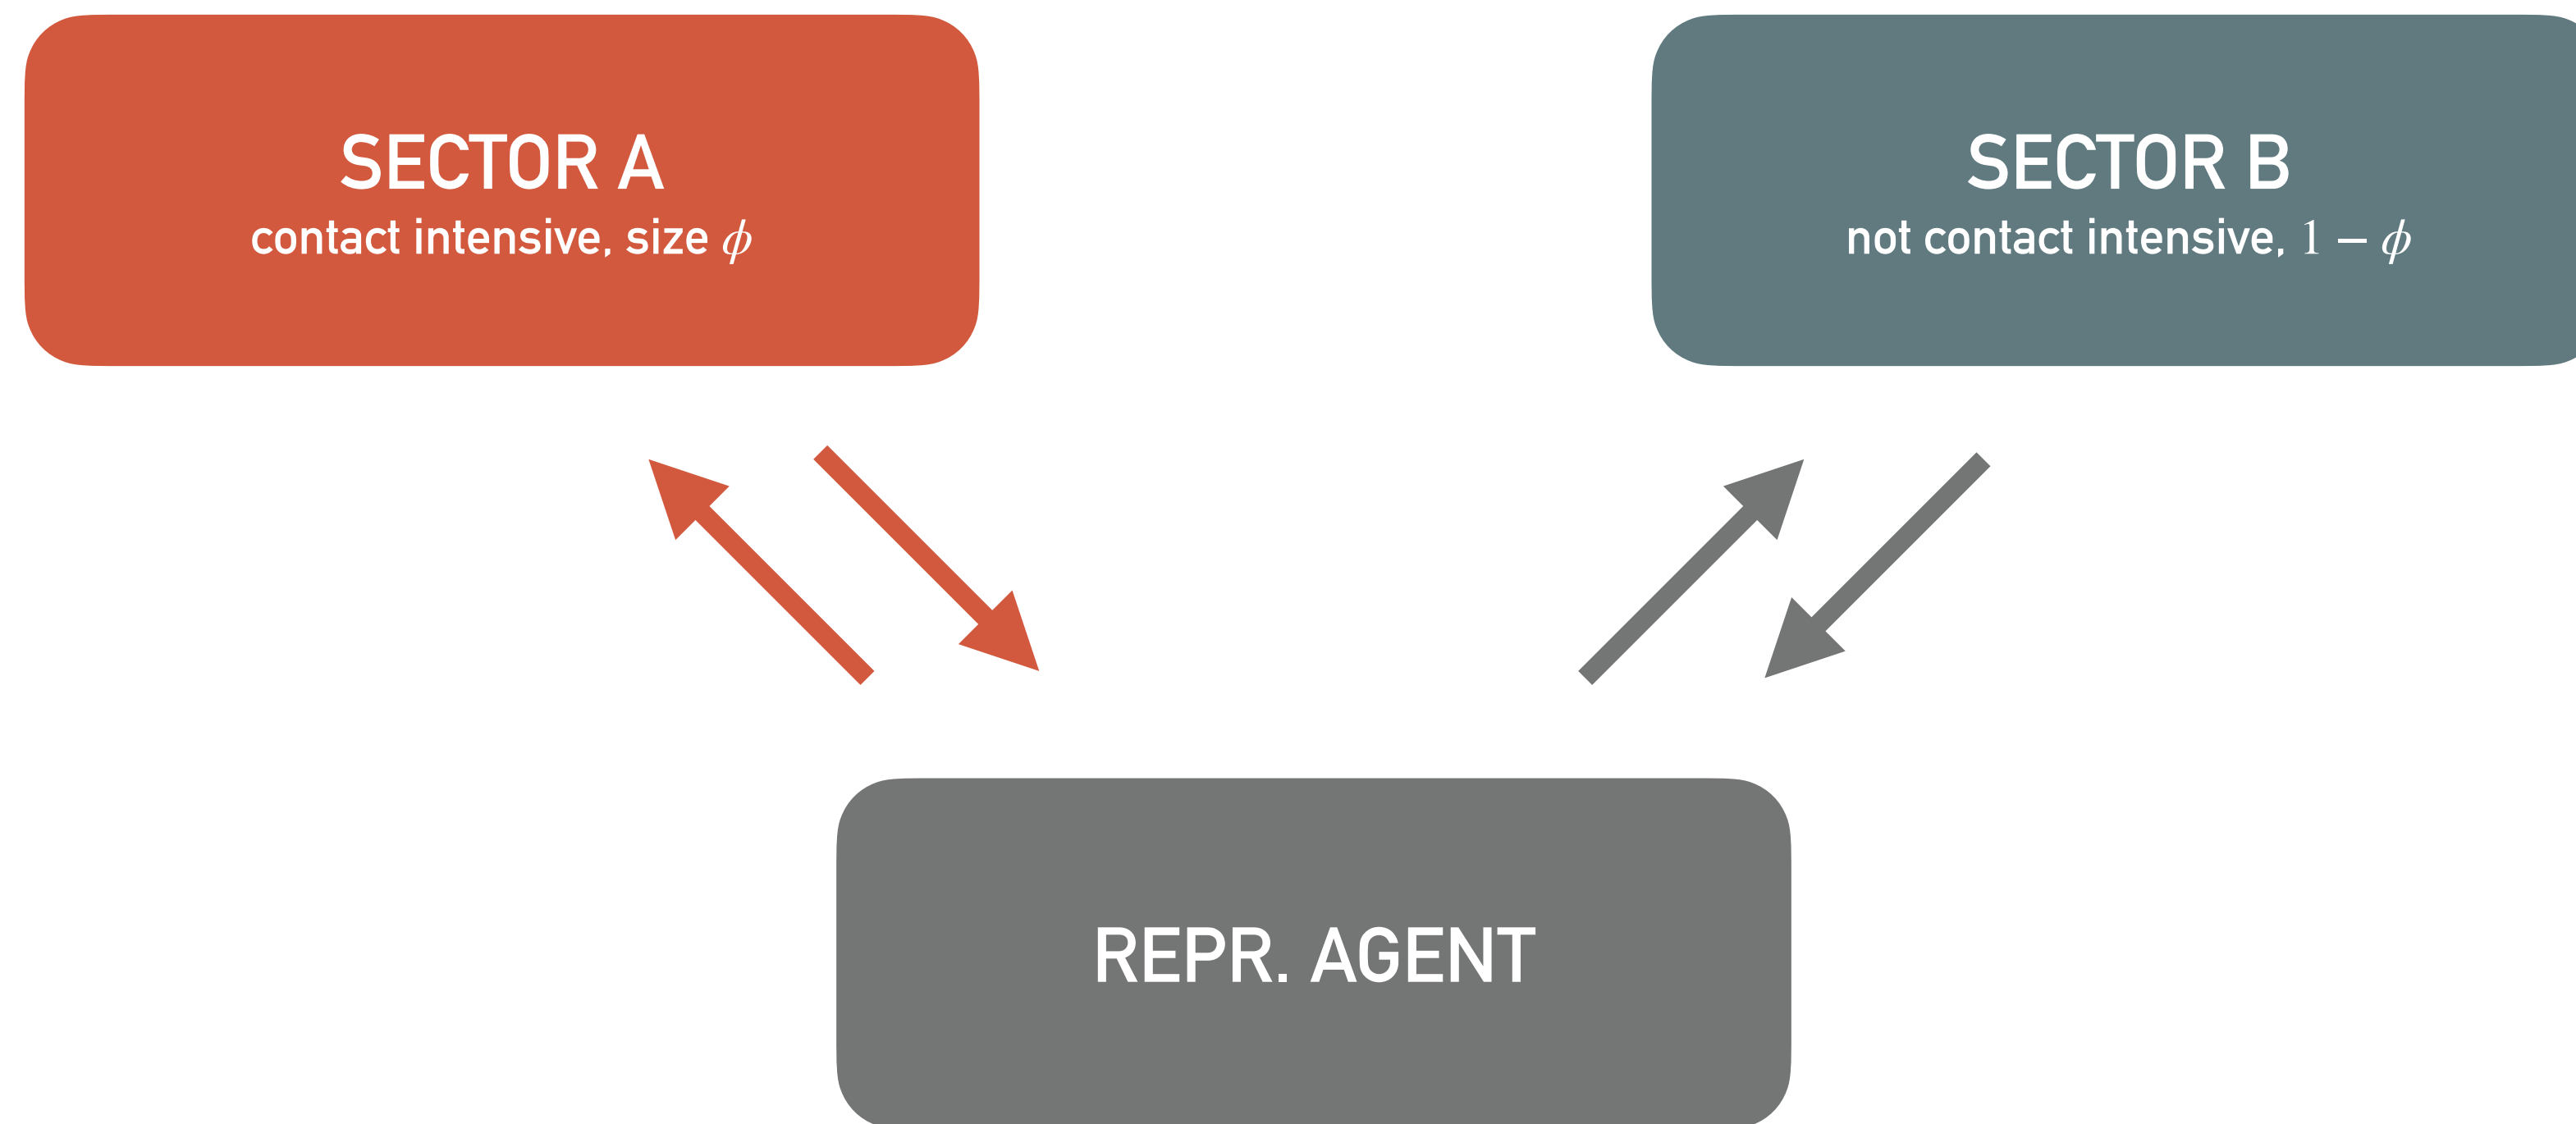 SECTOR A
contact intensive, size ϕ
SECTOR B
not contact intensive, 1 − ϕ
REPR. AGENT